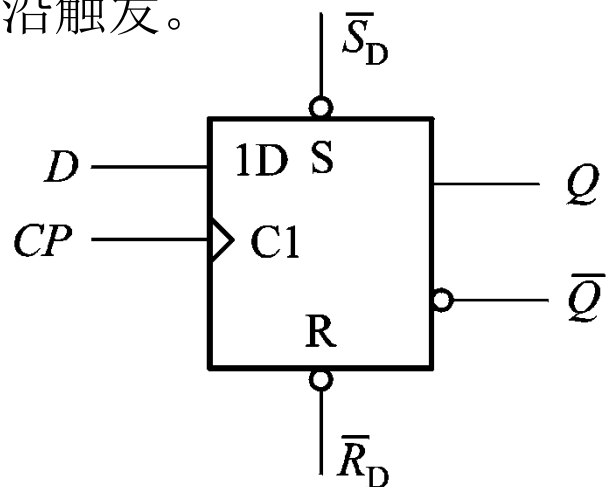 沿触发。
S̅D
D 1D S Q
CP C1
Q̅
R
R̅D